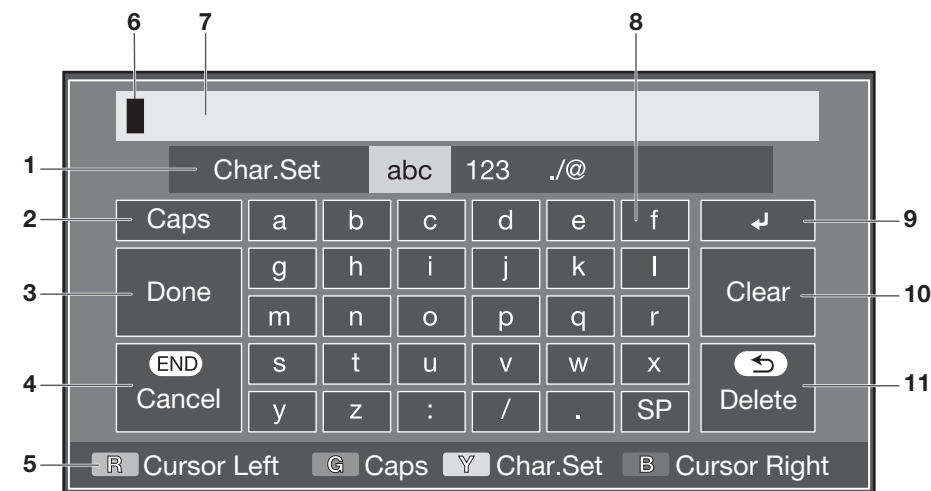 6 7 8
1 Char.Set abc 123 ./@
2 Caps a b c d e f ↲ 9
g h i j k l
3 Done Clear 10
m n o p q r
END s t u v w x
4 Cancel Delete 11
y z : / . SP
5 R Cursor Left G Caps Y Char.Set B Cursor Right